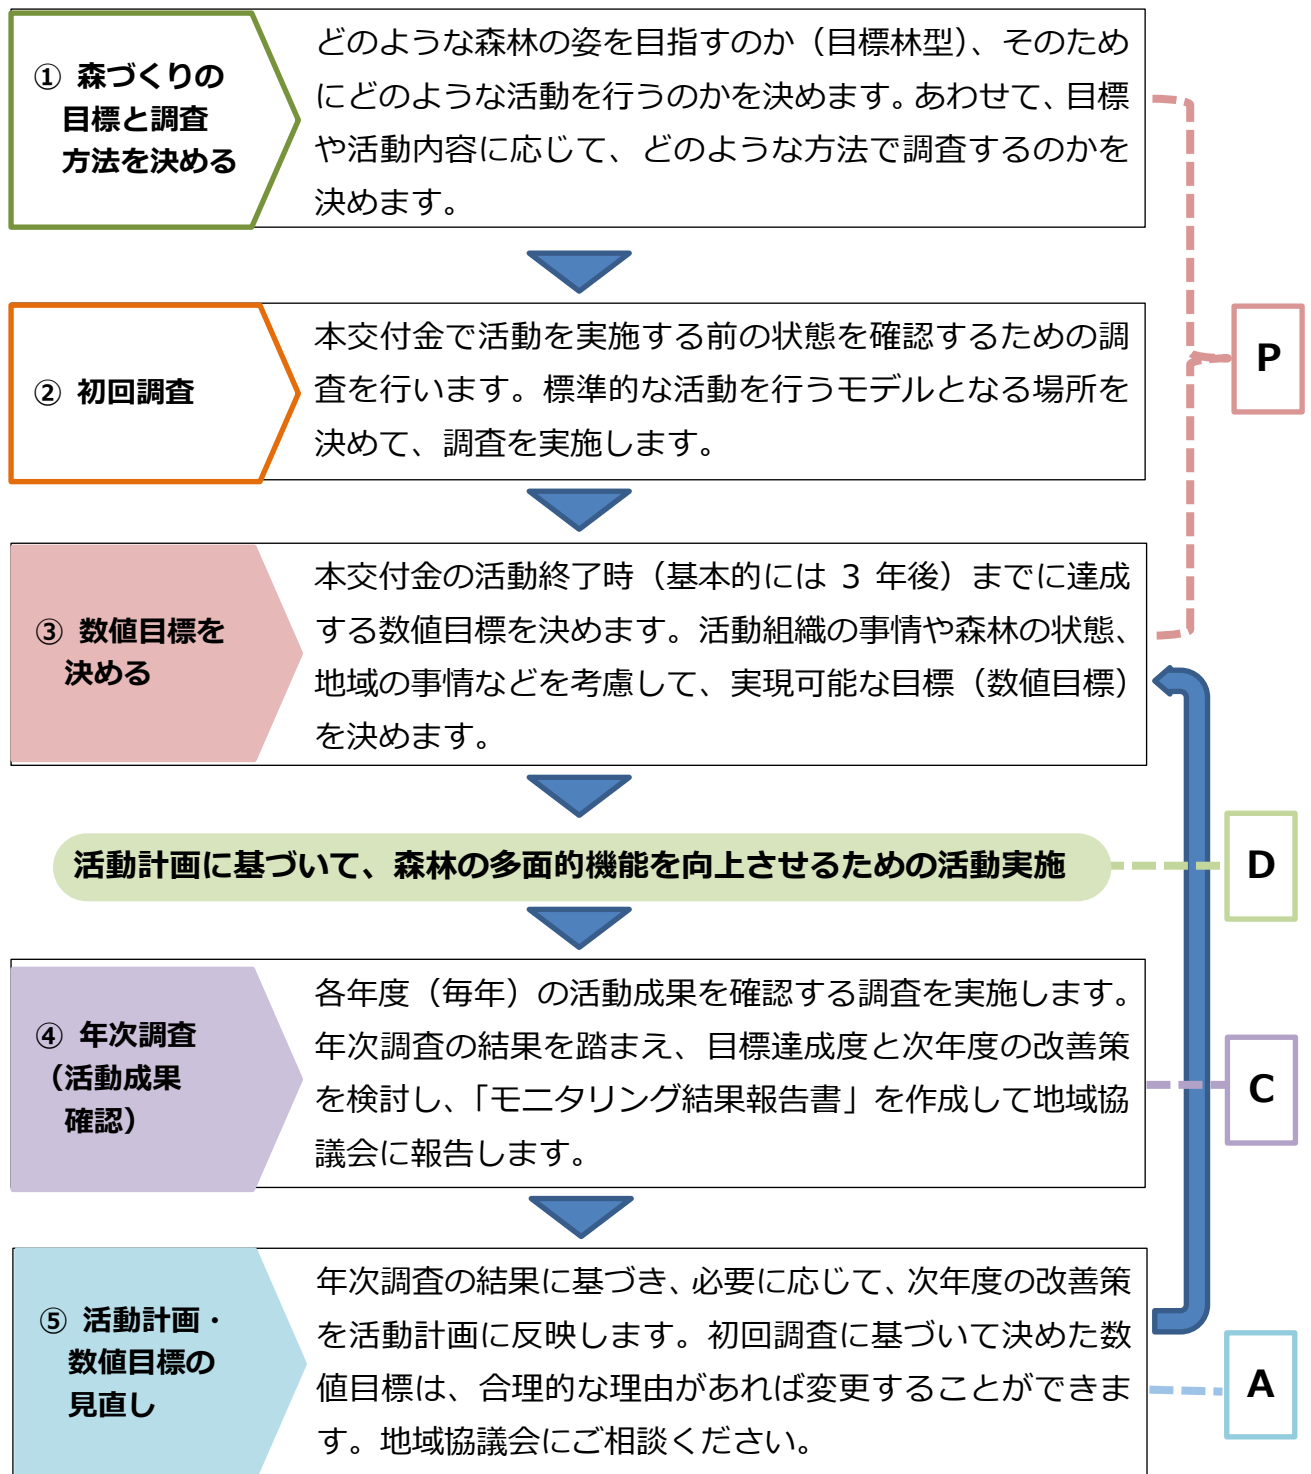 ① 森づくりの
目標と調査
方法を決める
どのような森林の姿を目指すのか（目標林型）、そのため
にどのような活動を行うのかを決めます。あわせて、目標
や活動内容に応じて、どのような方法で調査するのかを
決めます。
② 初回調査
本交付金で活動を実施する前の状態を確認するための調
査を行います。標準的な活動を行うモデルとなる場所を
決めて、調査を実施します。
P
③ 数値目標を
決める
本交付金の活動終了時（基本的には 3 年後）までに達成
する数値目標を決めます。活動組織の事情や森林の状態、
地域の事情などを考慮して、実現可能な目標（数値目標）
を決めます。
活動計画に基づいて、森林の多面的機能を向上させるための活動実施
D
④ 年次調査
（活動成果
確認）
各年度（毎年）の活動成果を確認する調査を実施します。
年次調査の結果を踏まえ、目標達成度と次年度の改善策
を検討し、「モニタリング結果報告書」を作成して地域協
議会に報告します。
C
⑤ 活動計画・
数値目標の
見直し
年次調査の結果に基づき、必要に応じて、次年度の改善策
を活動計画に反映します。初回調査に基づいて決めた数
値目標は、合理的な理由があれば変更することができま
す。地域協議会にご相談ください。
A